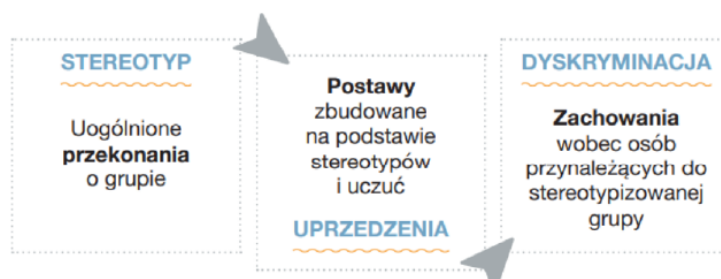 STEREOTYP
Uogólnione
przekonania
o grupie
Postawy
zbudowane
na podstawie
stereotypów
i uczuć
UPRZEDZENIA
DYSKRYMINACJA
Zachowania
wobec osób
przynależących do
stereotypizowanej
grupy